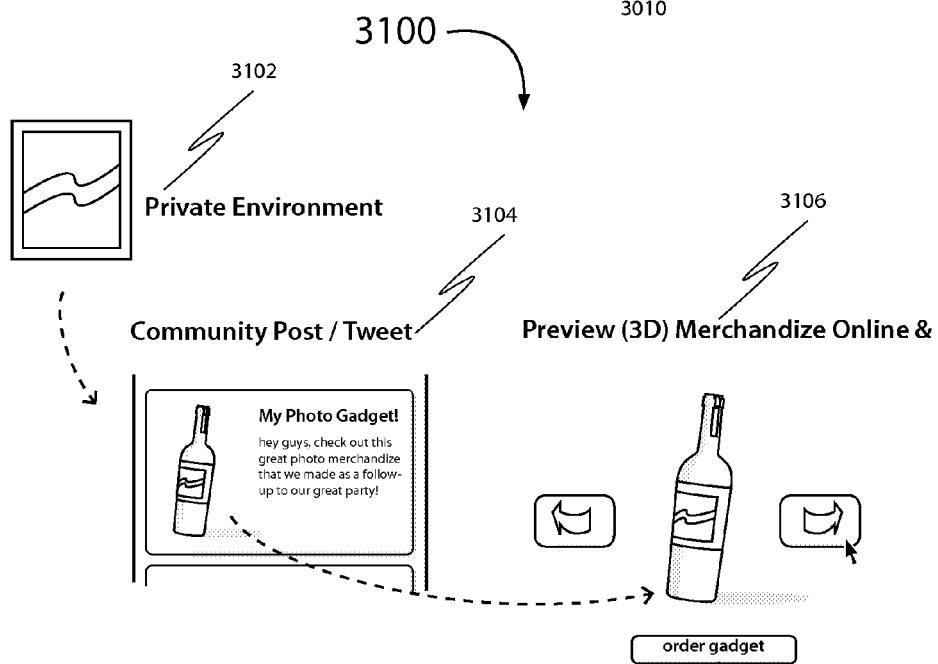 3010
3100
3102
Private Environment
3104
3106
Community Post / Tweet
Preview (3D) Merchandize Online &
My Photo Gadget!
hey guys, check out this
great photo merchandize
that we made as a follow-
up to our great party!
order gadget